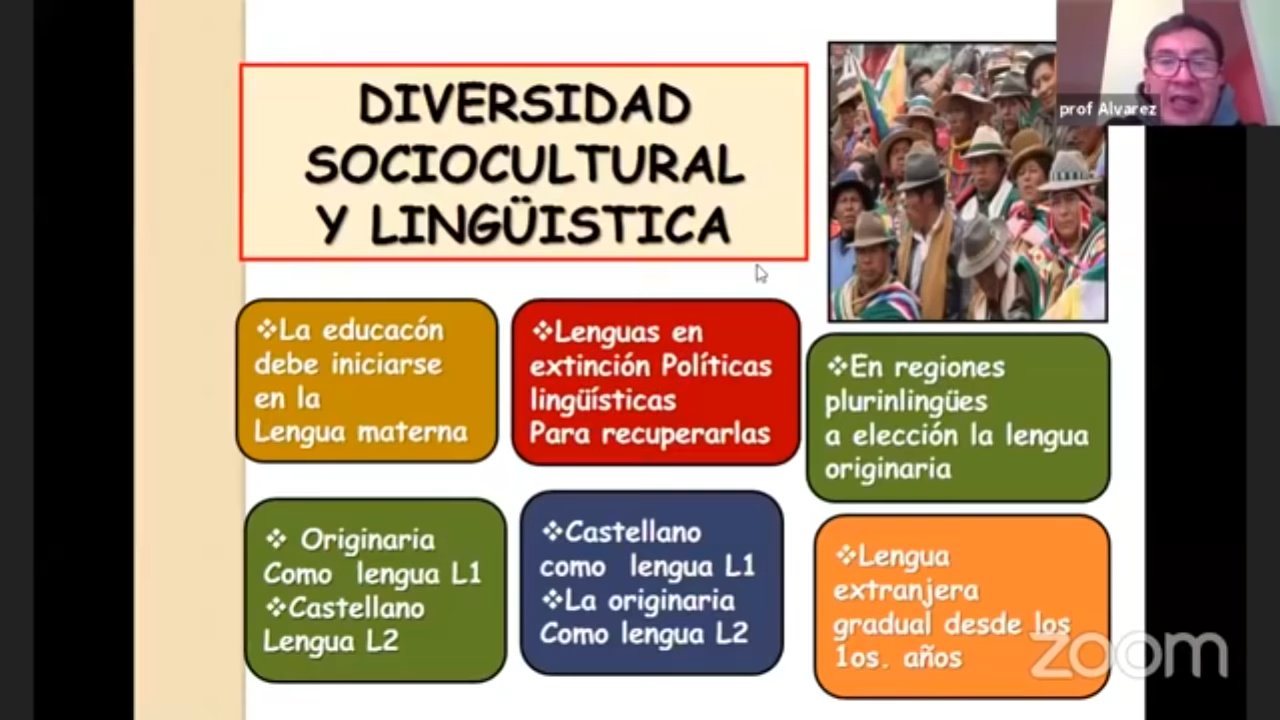 DIVERSIDAD
SOCIOCULTURAL
Y LINGÜISTICA
prof Alvarez
❖La educacón
debe iniciarse
en la
Lengua materna
❖Lenguas en
extinción Políticas
lingüísticas
Para recuperarlas
❖En regiones
plurinlingües
a elección la lengua
originaria
❖ Originaria
Como lengua L1
❖Castellano
Lengua L2
❖Castellano
como lengua L1
❖La originaria
Como lengua L2
❖Lengua
extranjera
gradual desde los
1os. años
zoom